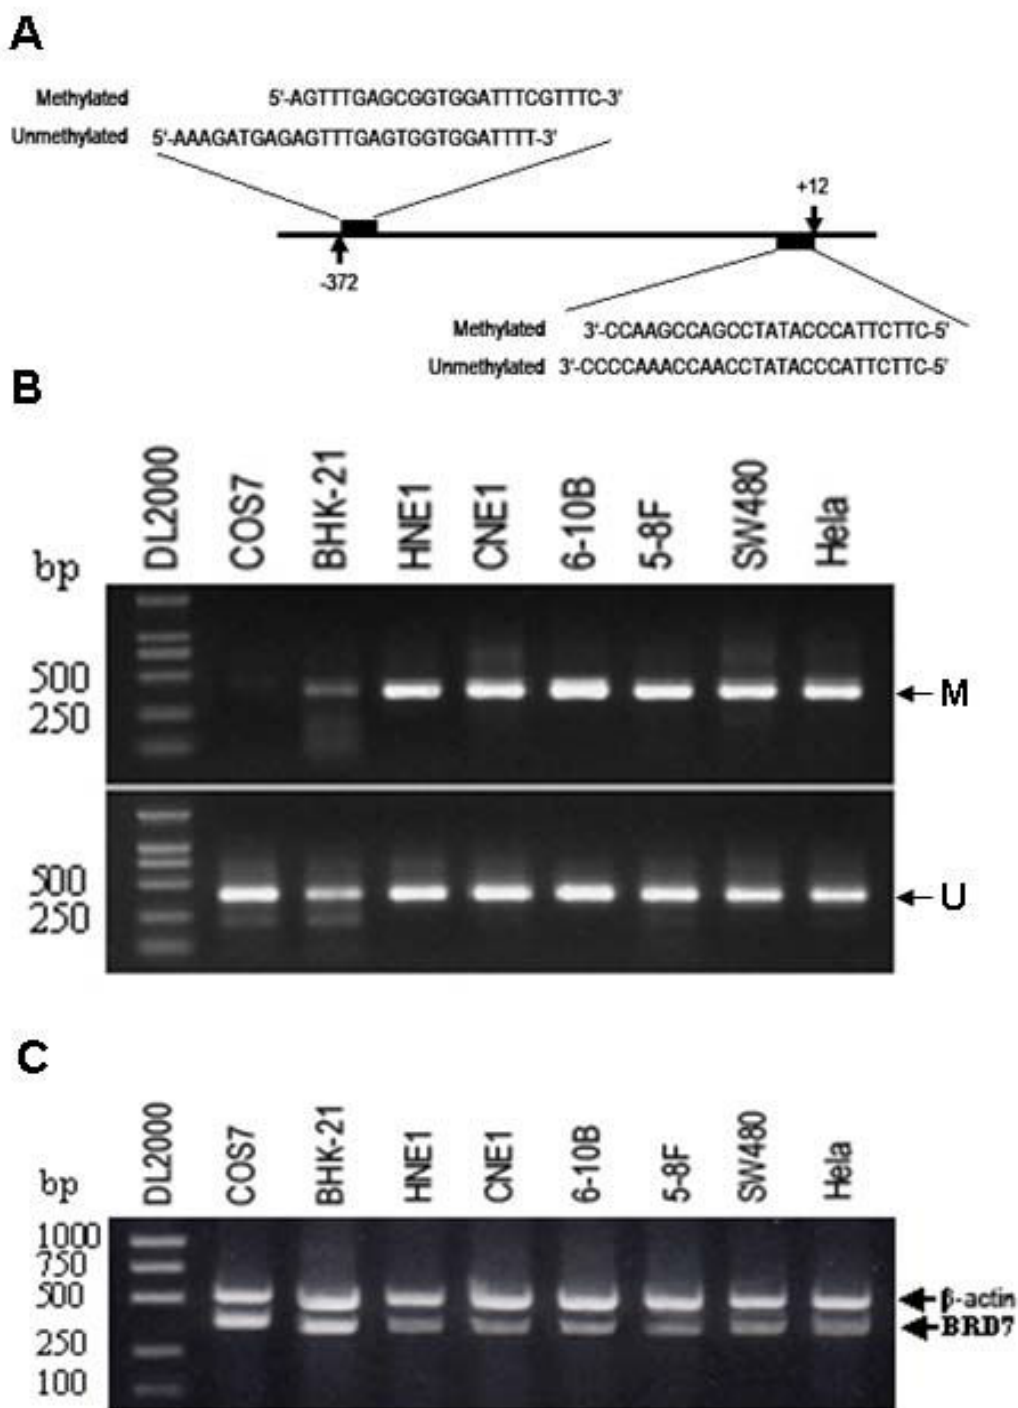 A
Methylated 5'-AGTTTGAGCGGTGGATTTCGTTTC-3'
Unmethylated 5'-AAAGATGAGAGTTTGAGTGGTGGATTTT-3'
+12
-372
Methylated 3'-CCAAGCCAGCCTATACCCATTCTTC-5'
Unmethylated 3'-CCCCAAACCAACCTATACCCATTCTTC-5'
B
bp DL2000 COS7 BHK-21 HNE1 CNE1 6-10B 5-8F SW480 Hela
500
M
250
500
U
250
C
bp DL2000 COS7 BHK-21 HNE1 CNE1 6-10B 5-8F SW480 Hela
1000
750
500 β-actin
BRD7
250
100